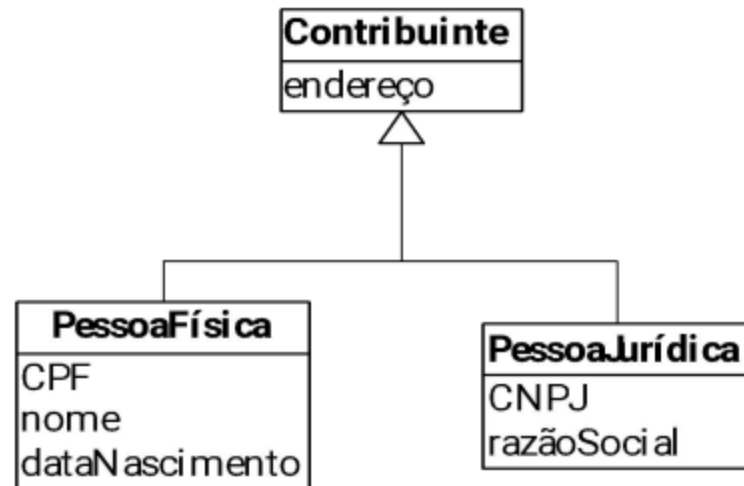 Contribuinte
endereço
PessoaFísica
CPF
nome
dataNascimento
PessoaJurídica
CNPJ
razãoSocial